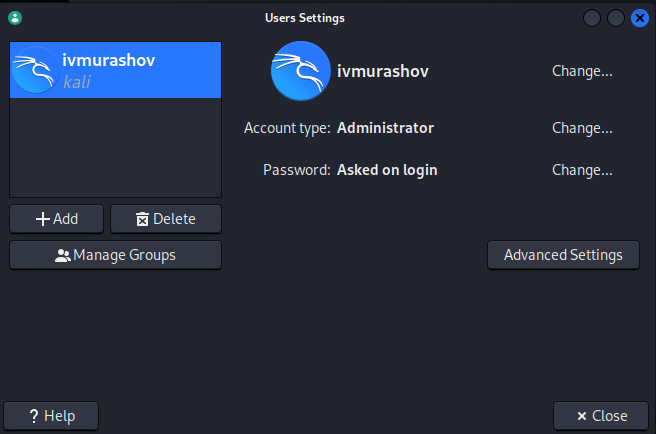 Users Settings
ivmurashov
kali
ivmurashov
Change...
Account type: Administrator
Change...
Password: Asked on login
Change...
Add
Delete
Manage Groups
Advanced Settings
? Help
Close